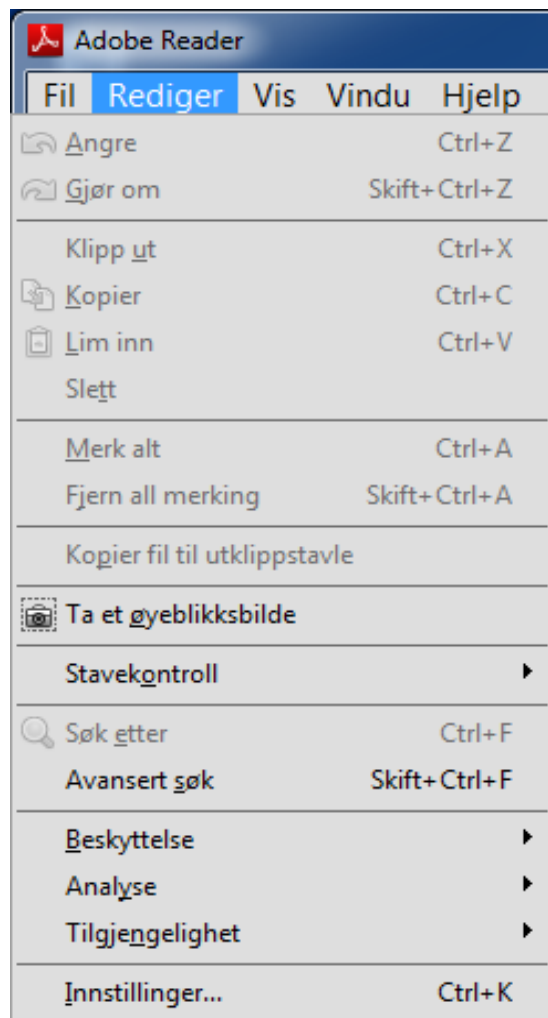 Adobe Reader
Fil Rediger Vis Vindu Hjelp
Angre Ctrl+Z
Gjør om Skift+Ctrl+Z
Klipp ut Ctrl+X
Kopier Ctrl+C
Lim inn Ctrl+V
Slett
Merk alt Ctrl+A
Fjern all merking Skift+Ctrl+A
Kopier fil til utklippstavle
Ta et øyeblikksbilde
Stavekontroll
Søk etter Ctrl+F
Avansert søk Skift+Ctrl+F
Beskyttelse
Analyse
Tilgjengelighet
Innstillinger... Ctrl+K